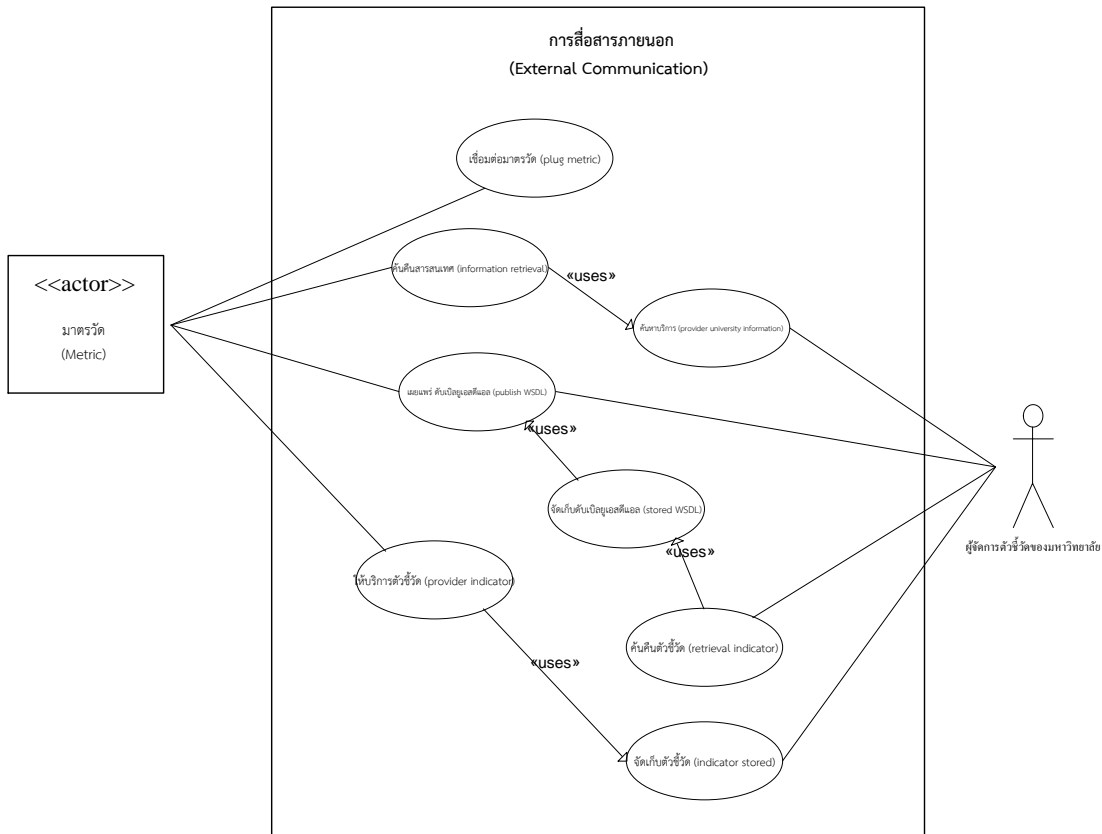 การสื่อสารภายนอก
(External Communication)
เชื่อมต่อมาตรวัด (plug metric)
<<actor>>
มาตรวัด
(Metric)
ค้นคืนสารสนเทศ (information retrieval)
«uses»
ค้นหาบริการ (provider university information)
เผยแพร่ ดับเบิลยูเอสดีแอล (publish WSDL)
«uses»
จัดเก็บดับเบิลยูเอสดีแอล (stored WSDL)
«uses»
ผู้จัดการตัวชี้วัดของมหาวิทยาลัย
ให้บริการตัวชี้วัด (provider indicator)
ค้นคืนตัวชี้วัด (retrieval indicator)
«uses»
จัดเก็บตัวชี้วัด (indicator stored)